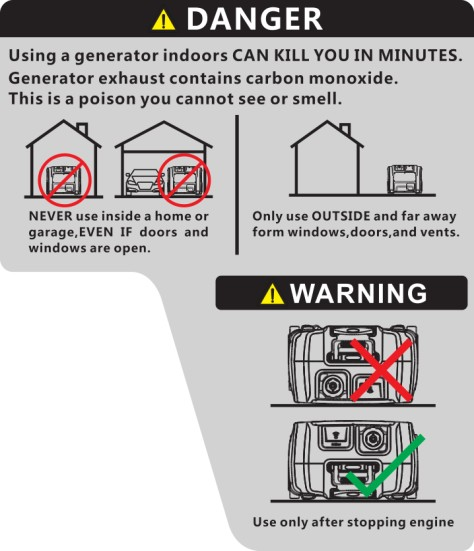 DANGER
Using a generator indoors CAN KILL YOU IN MINUTES.
Generator exhaust contains carbon monoxide.
This is a poison you cannot see or smell.
NEVER use inside a home or
garage,EVEN IF doors and
windows are open.
Only use OUTSIDE and far away
form windows,doors,and vents.
WARNING
Use only after stopping engine